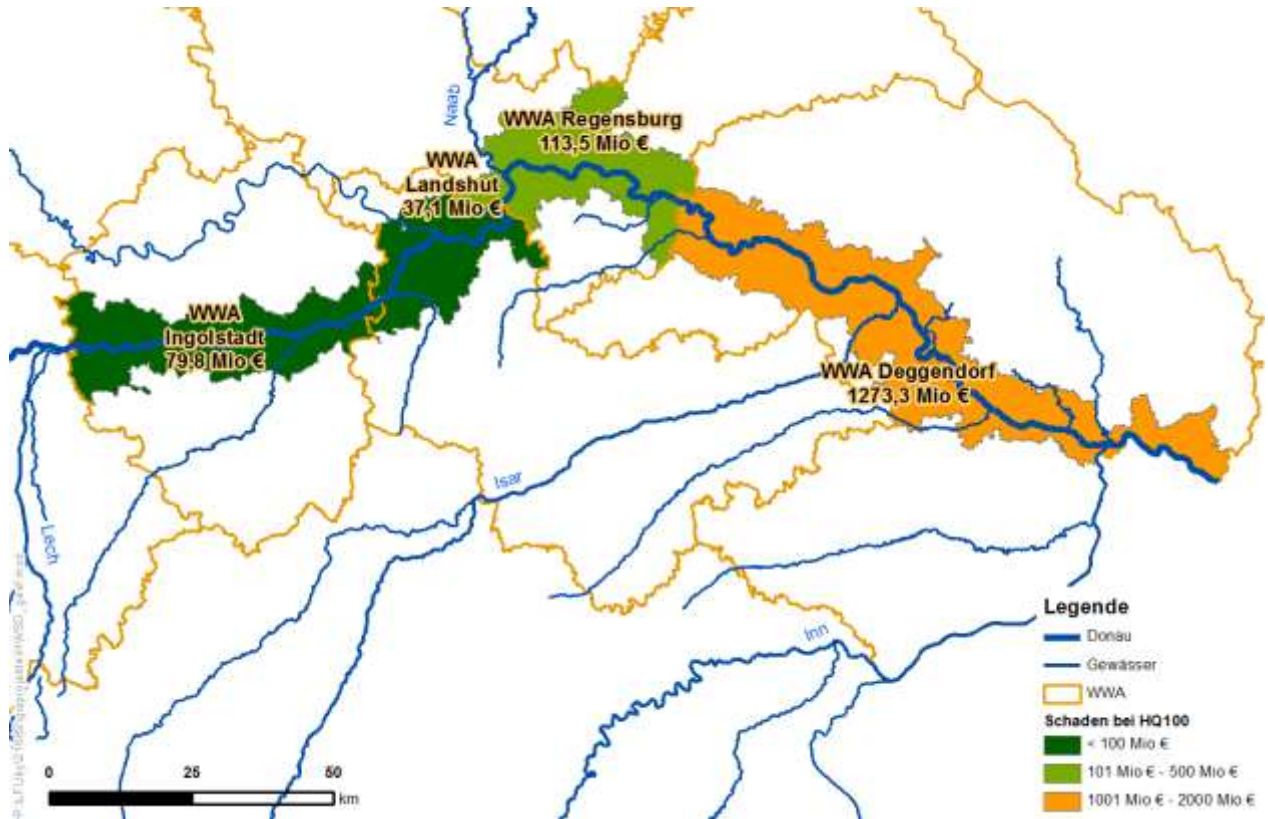 Naab
WWA Regensburg
113,5 Mio €
WWA
Landshut
37,1 Mio €
WWA
Ingolstadt
79,8 Mio €
WWA Deggendorf
1273,3 Mio €
Isar
Lech
Inn
Legende
Donau
Gewässer
WWA
Schaden bei HQ100
< 100 Mio €
101 Mio € - 500 Mio €
1001 Mio € - 2000 Mio €
0 25 50
km